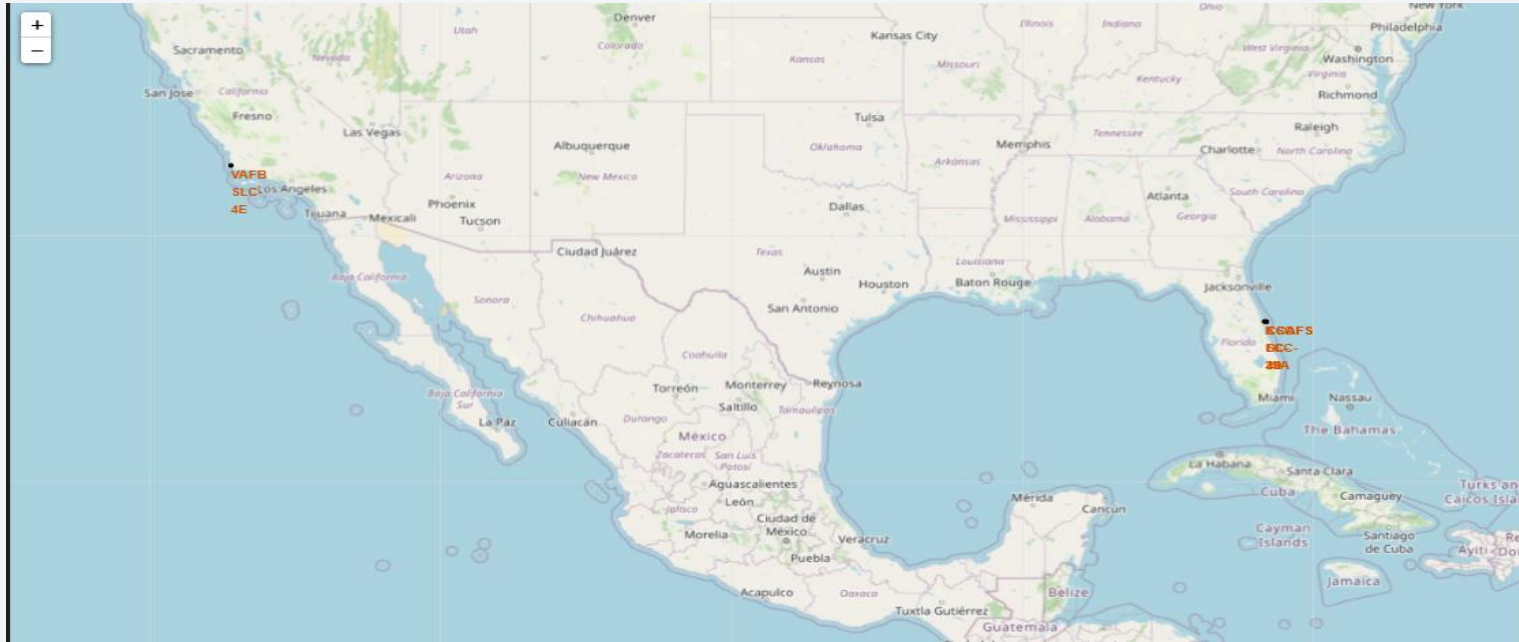 +
−
Denver
Utah
Colorado
Sacramento
Nevada
San Jose
California
Fresno
Las Vegas
Kansas City
Kansas
Missouri
Illinois
Indiana
Ohio
New York
Philadelphia
West Virginia
Washington
Virginia
Kentucky
Richmond
Tulsa
Raleigh
Tennessee
Oklahoma
Memphis
Charlotte
North Carolina
Albuquerque
Arkansas
VAFB
SLC-
4E
Los Angeles
Arizona
New Mexico
Phoenix
Tucson
Tijuana
Mexicali
Dallas
Atlanta
South Carolina
Mississippi
Alabama
Georgia
Ciudad Juárez
Texas
Louisiana
Baja California
Austin
Houston
Baton Rouge
Jacksonville
Sonora
San Antonio
Chihuahua
Florida
Coahuila
Torreón
Monterrey
Reynosa
Baja California
Sur
Saltillo
Tamaulipas
Miami
Nassau
La Paz
Culiacán
Durango
México
The Bahamas
Zacatecas
San Luis
Potosí
La Habana
Santa Clara
Aguascalientes
Cuba
Camaguey
León
Jalisco
Mérida
Cancún
Ciudad de
México
Morelia
Veracruz
Cayman
Islands
Santiago
de Cuba
Puebla
Jamaica
Acapulco
Oaxaca
Belize
Tuxtla Gutiérrez
Guatemala